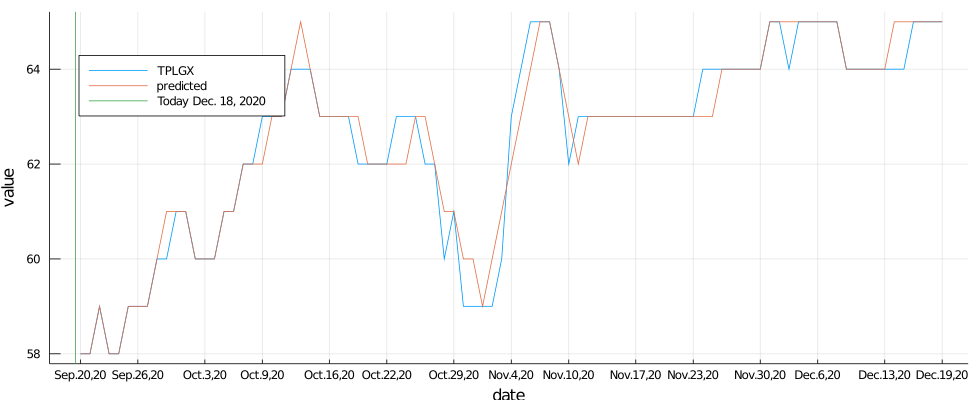 64
62
60
58
value
TPLGX
predicted
Today Dec. 18, 2020
Sep.20,20 Sep.26,20 Oct.3,20 Oct.9,20 Oct.16,20 Oct.22,20 Oct.29,20 Nov.4,20 Nov.10,20 Nov.17,20 Nov.23,20 Nov.30,20 Dec.6,20 Dec.13,20 Dec.19,20
date